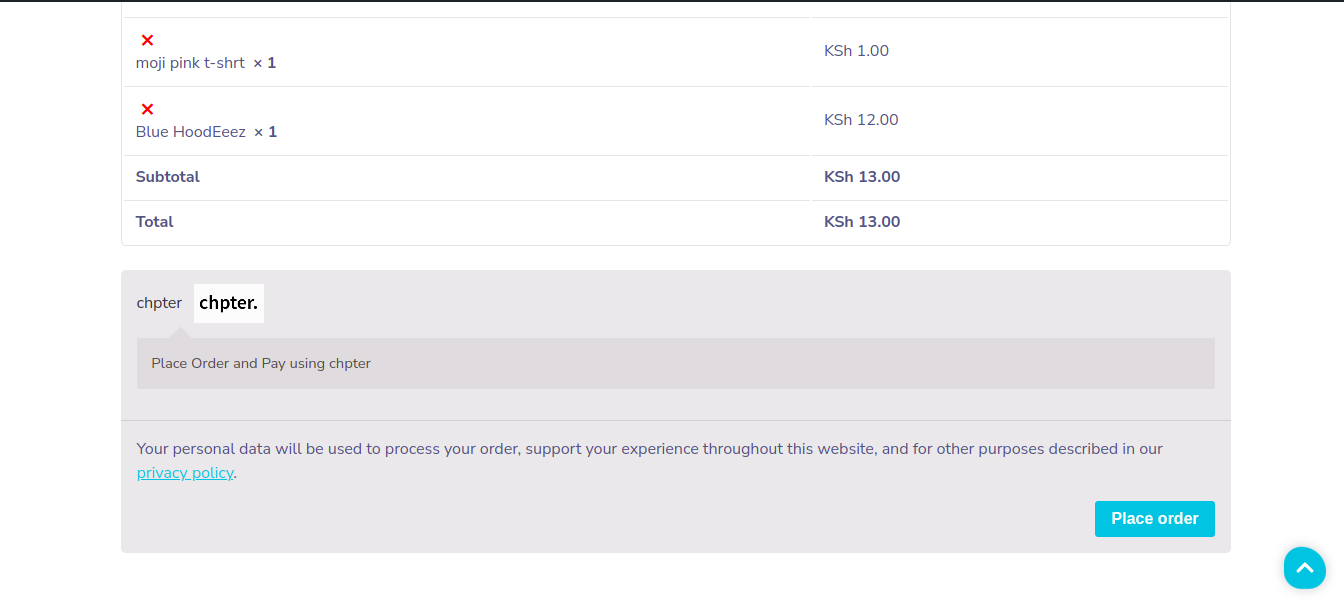 moji pink t-shrt × 1
KSh 1.00
Blue HoodEeez × 1
KSh 12.00
Subtotal
KSh 13.00
Total
KSh 13.00
chpter chpter.
Place Order and Pay using chpter
Your personal data will be used to process your order, support your experience throughout this website, and for other purposes described in our
privacy policy.
Place order